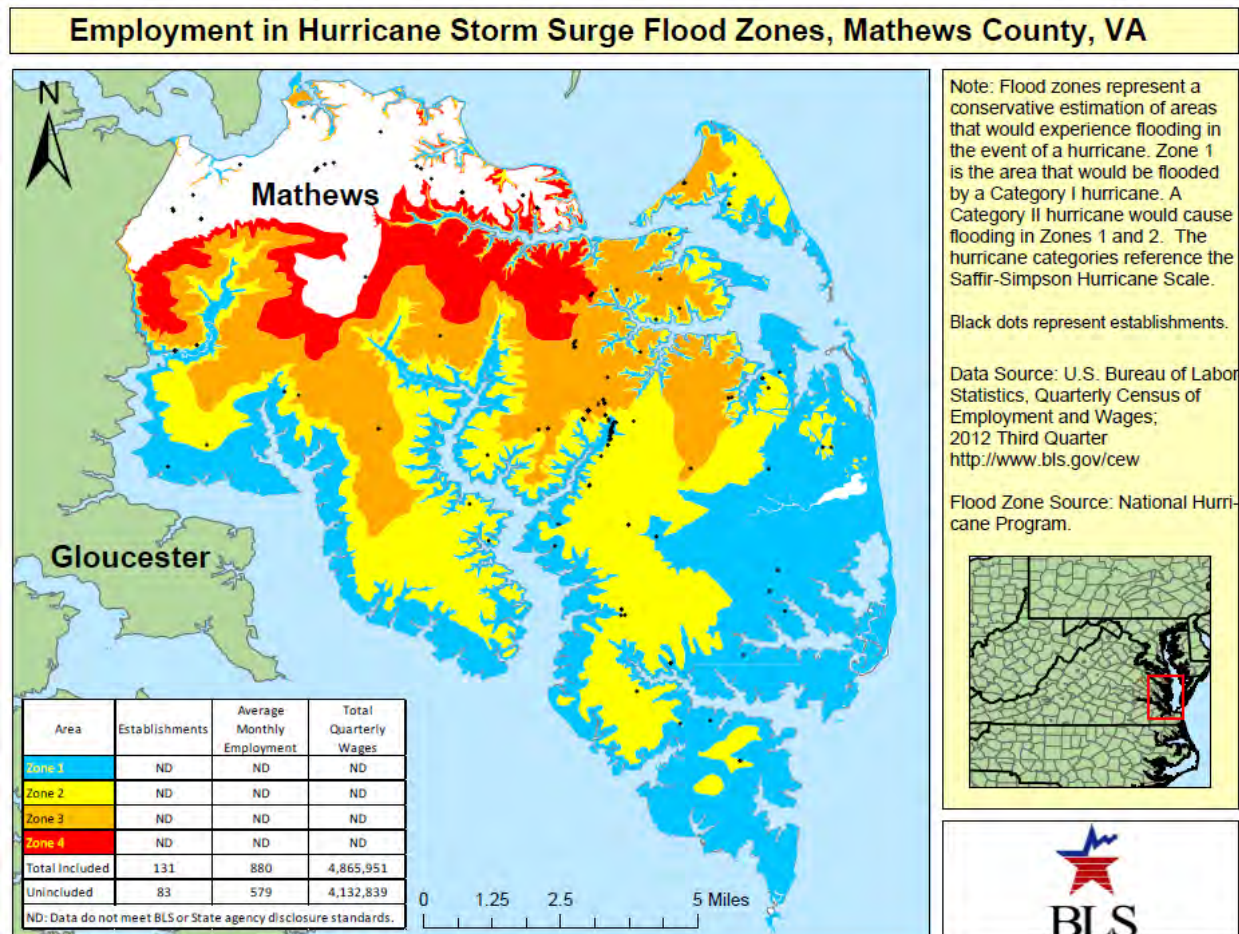 Employment in Hurricane Storm Surge Flood Zones, Mathews County, VA
N
Mathews
Gloucester
Note: Flood zones represent a
conservative estimation of areas
that would experience flooding in
the event of a hurricane. Zone 1
is the area that would be flooded
by a Category I hurricane. A
Category II hurricane would cause
flooding in Zones 1 and 2. The
hurricane categories reference the
Saffir-Simpson Hurricane Scale.
Black dots represent establishments.
Data Source: U.S. Bureau of Labor
Statistics, Quarterly Census of
Employment and Wages;
2012 Third Quarter
http://www.bls.gov/cew
Flood Zone Source: National Hurri-
cane Program.
Area Establishments Average Monthly Employment Total Quarterly Wages
Zone 1 ND ND ND
Zone 2 ND ND ND
Zone 3 ND ND ND
Zone 4 ND ND ND
Total Included 131 880 4,865,951
Unincluded 83 579 4,132,839
ND: Data do not meet BLS or State agency disclosure standards.
0 1.25 2.5 5 Miles
BLS